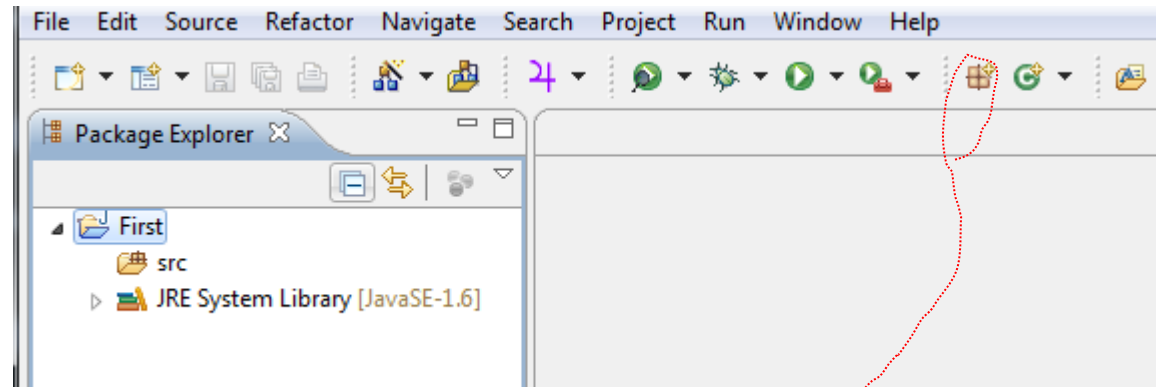 File Edit Source Refactor Navigate Search Project Run Window Help
Package Explorer
First
src
JRE System Library [JavaSE-1.6]